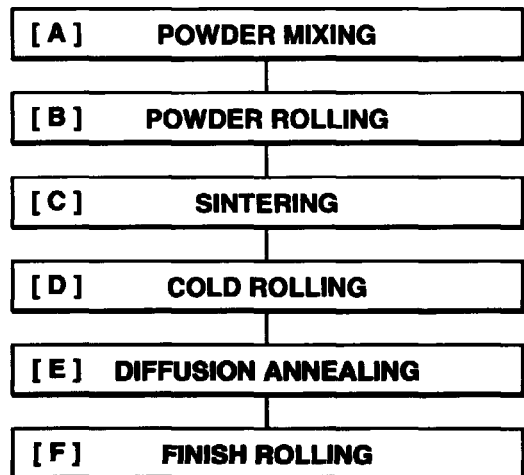 [ A ] POWDER MIXING
[ B ] POWDER ROLLING
[ C ] SINTERING
[ D ] COLD ROLLING
[ E ] DIFFUSION ANNEALING
[ F ] FINISH ROLLING